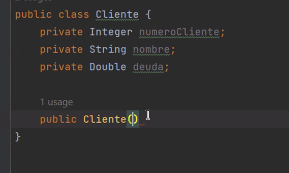 public class Cliente {
private Integer numeroCliente;
private String nombre;
private Double deuda;
1 usage
public Cliente()
}